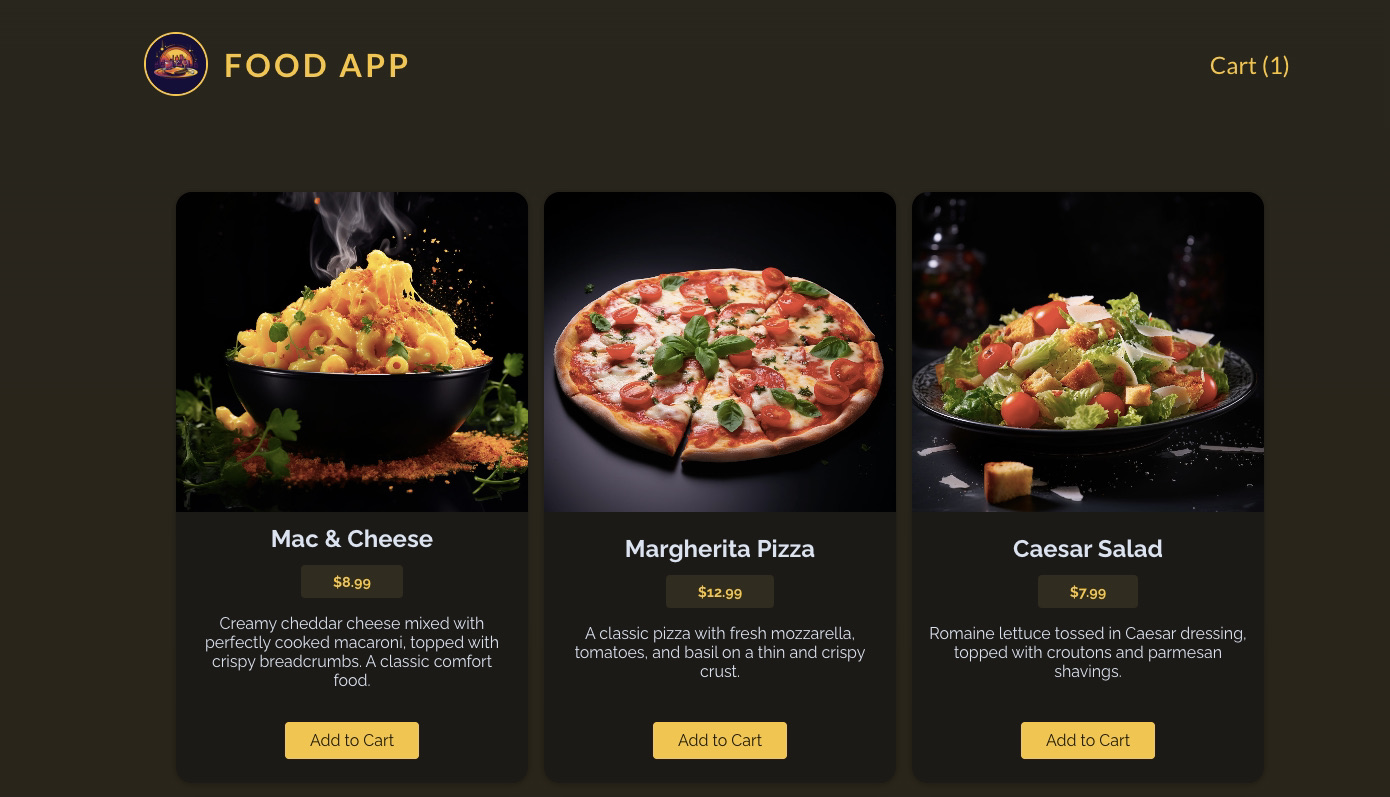 FOOD APP
Cart (1)
Mac & Cheese
$8.99
Creamy cheddar cheese mixed with
perfectly cooked macaroni, topped with
crispy breadcrumbs. A classic comfort
food.
Add to Cart
Margherita Pizza
$12.99
A classic pizza with fresh mozzarella,
tomatoes, and basil on a thin and crispy
crust.
Add to Cart
Caesar Salad
$7.99
Romaine lettuce tossed in Caesar dressing,
topped with croutons and parmesan
shavings.
Add to Cart